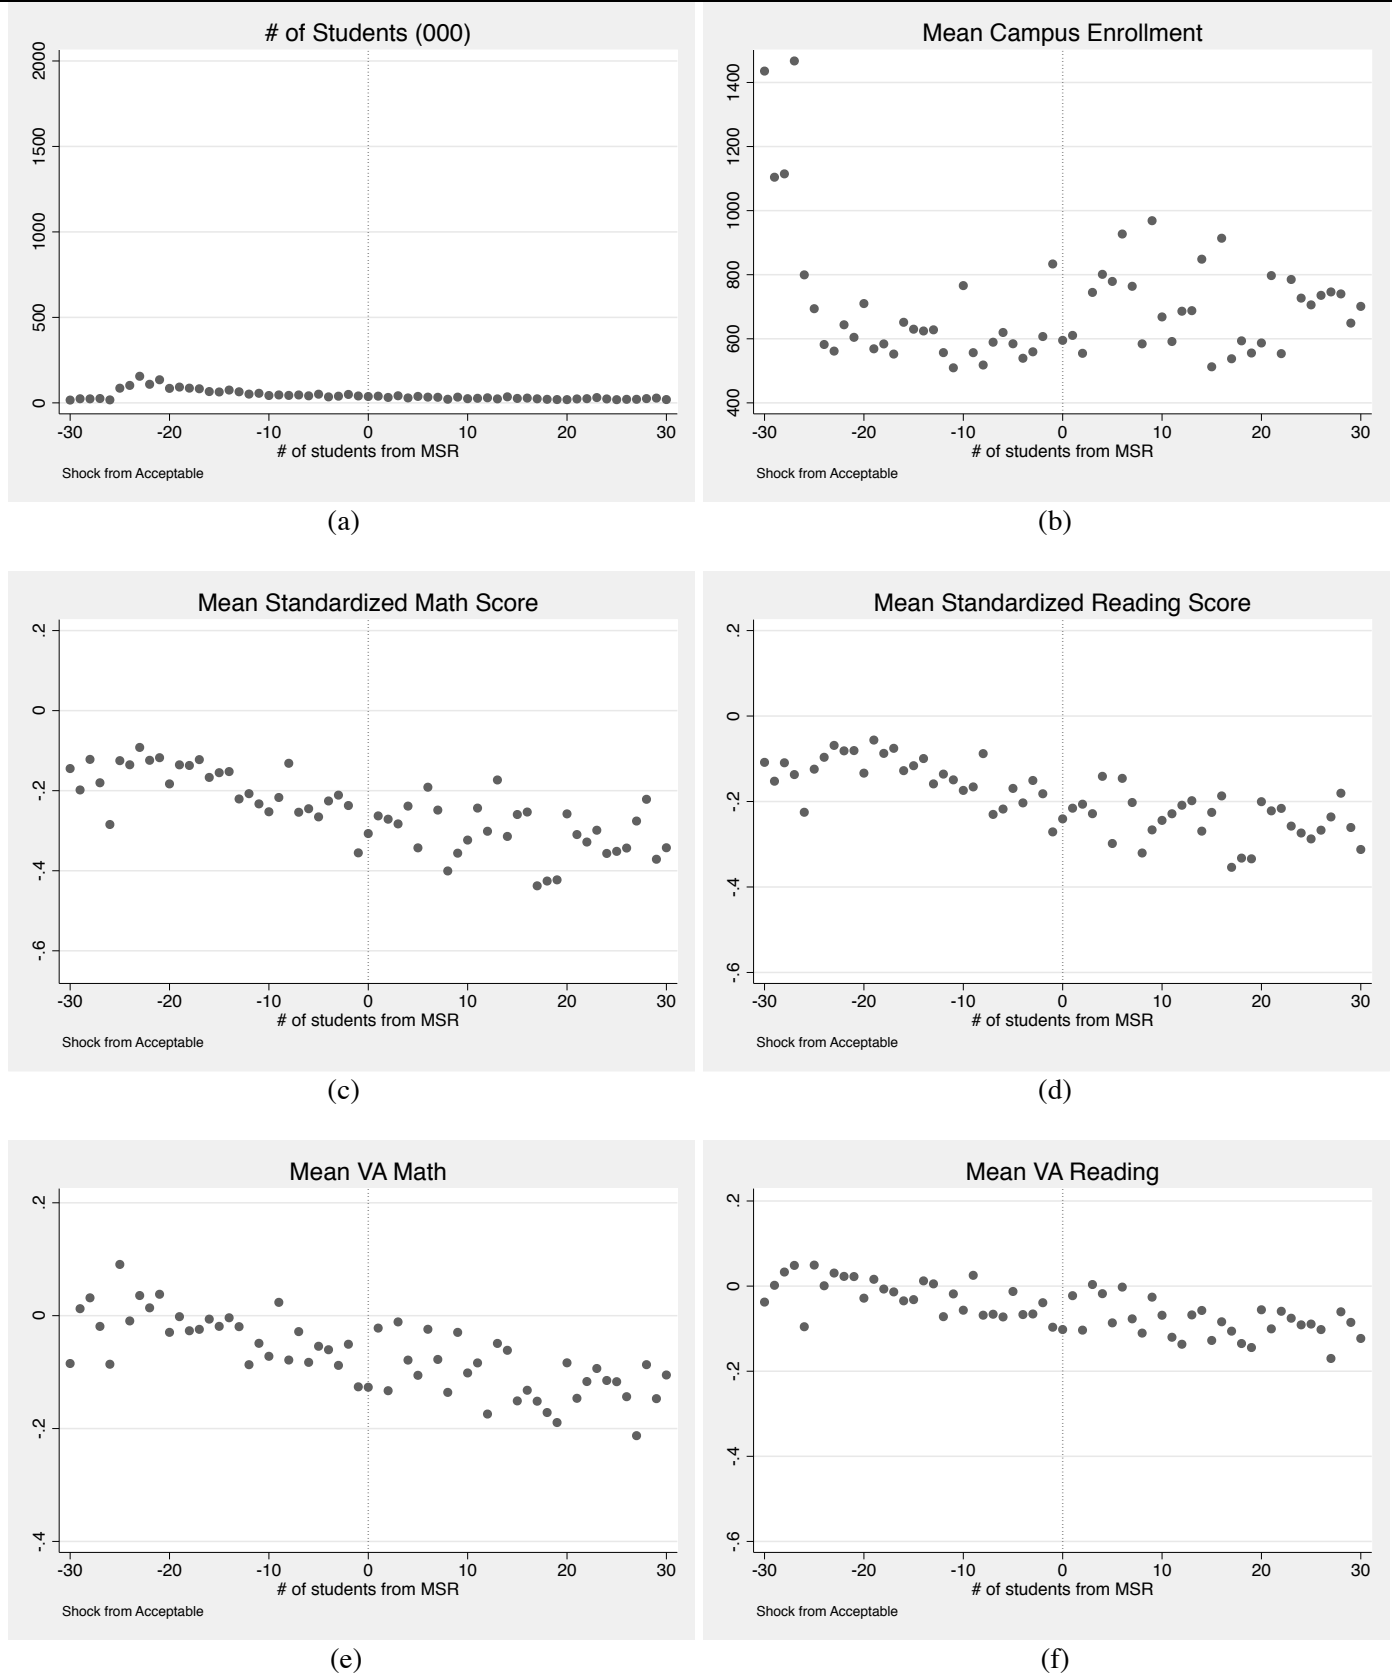 # of Students (000)
2000
1500
1000
500
0
-30 -20 -10 0 10 20 30
# of students from MSR
Shock from Acceptable
(a)
Mean Campus Enrollment
1400
1200
1000
800
600
400
-30 -20 -10 0 10 20 30
# of students from MSR
Shock from Acceptable
(b)
Mean Standardized Math Score
.2
0
-.2
-.4
-.6
-30 -20 -10 0 10 20 30
# of students from MSR
Shock from Acceptable
(c)
Mean Standardized Reading Score
.2
0
-.2
-.4
-.6
-30 -20 -10 0 10 20 30
# of students from MSR
Shock from Acceptable
(d)
Mean VA Math
.2
0
-.2
-.4
-30 -20 -10 0 10 20 30
# of students from MSR
Shock from Acceptable
(e)
Mean VA Reading
.2
0
-.2
-.4
-.6
-30 -20 -10 0 10 20 30
# of students from MSR
Shock from Acceptable
(f)